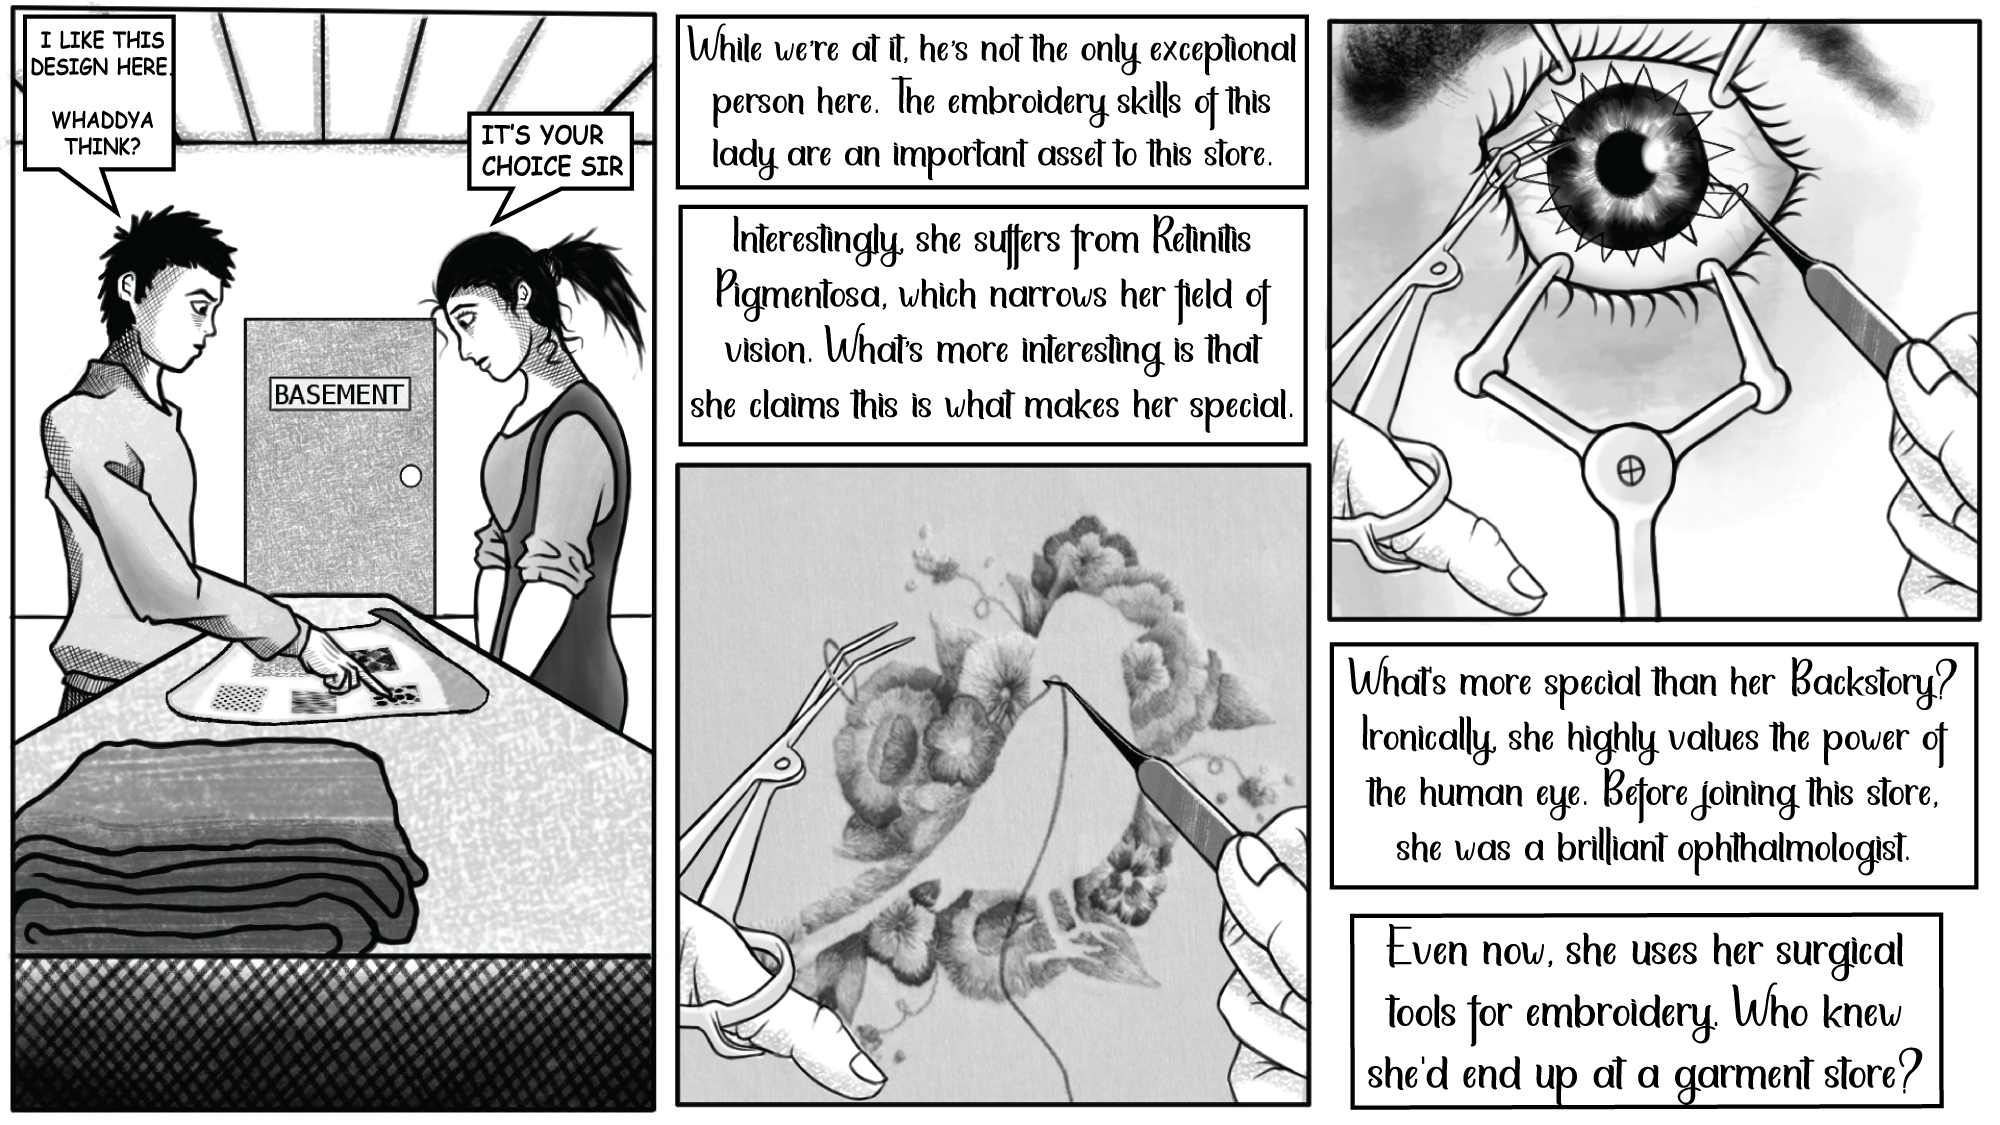 I LIKE THIS
DESIGN HERE.
WHADDYA
THINK?
IT'S YOUR
CHOICE SIR
BASEMENT
While we're at it, he's not the only exceptional
person here. The embroidery skills of this
lady are an important asset to this store.
Interestingly, she suffers from Retinitis
Pigmentosa, which narrows her field of
vision. What's more interesting is that
she claims this is what makes her special.
What's more special than her Backstory?
Ironically, she highly values the power of
the human eye. Before joining this store,
she was a brilliant ophthalmologist.
Even now, she uses her surgical
tools for embroidery. Who knew
she'd end up at a garment store?